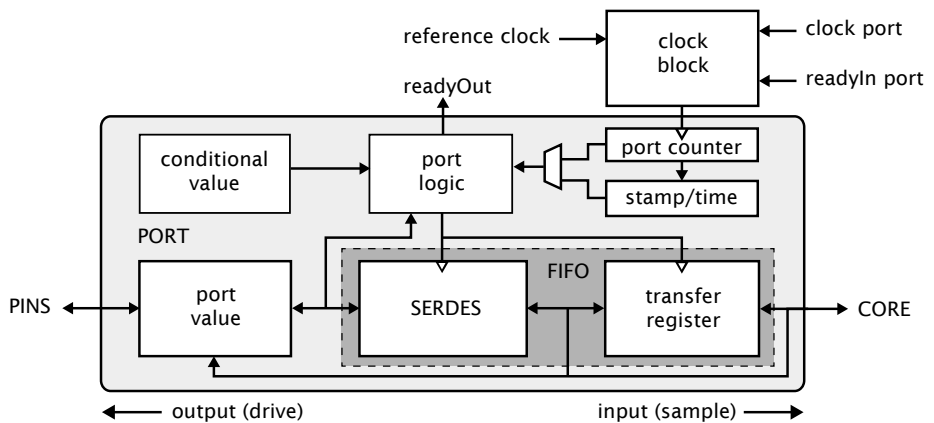 reference clock
clock
block
clock port
readyIn port
readyOut
conditional
value
port
logic
port counter
stamp/time
PORT
FIFO
PINS
port
value
SERDES
transfer
register
CORE
output (drive)
input (sample)